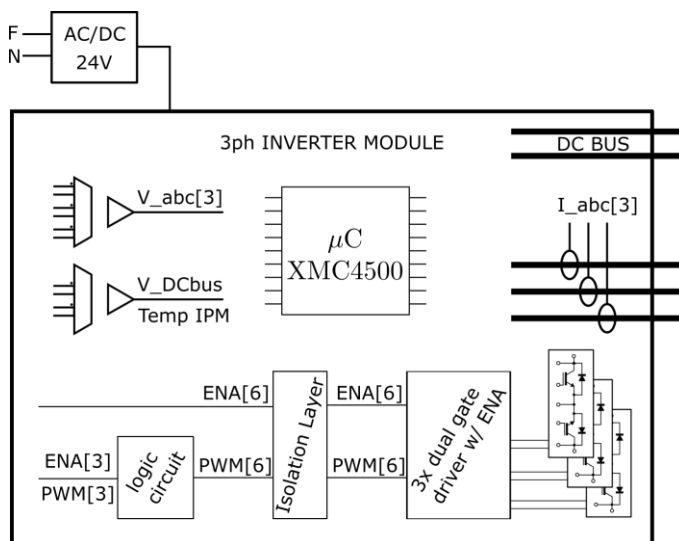 F
N
AC/DC
24V
3ph INVERTER MODULE
DC BUS
V_abc[3]
I_abc[3]
μC
XMC4500
V_DCbus
Temp IPM
ENA[6]
ENA[6]
Isolation Layer
3x dual gate
driver w/ ENA
ENA[3]
PWM[3]
logic
circuit
PWM[6]
PWM[6]